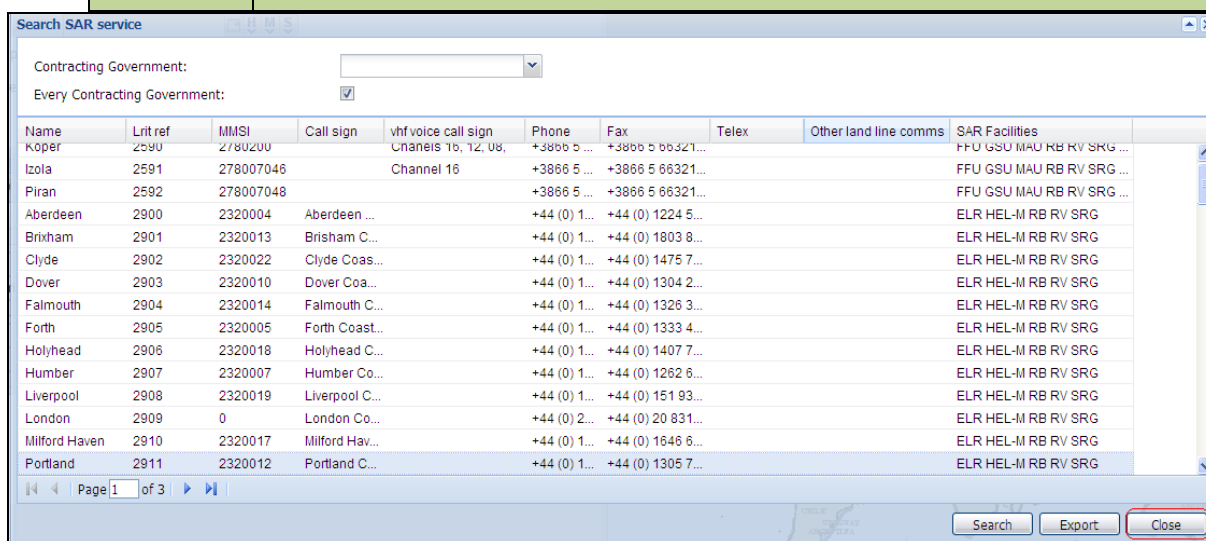 Search SAR service
Contracting Government:
Every Contracting Government:
Name Lrit ref MMSI Call sign vhf voice call sign Phone Fax Telex Other land line comms SAR Facilities
Koper 2590 2780200 Chanels 16, 12, 08, +3866 5 ... +3866 5 66321... FFU GSU MAU RB RV SRG ...
Izola 2591 278007046 Channel 16 +3866 5 ... +3866 5 66321... FFU GSU MAU RB RV SRG ...
Piran 2592 278007048 +3866 5 ... +3866 5 66321... FFU GSU MAU RB RV SRG ...
Aberdeen 2900 2320004 Aberdeen ... +44 (0) 1... +44 (0) 1224 5... ELR HEL-M RB RV SRG
Brixham 2901 2320013 Brisham C... +44 (0) 1... +44 (0) 1803 8... ELR HEL-M RB RV SRG
Clyde 2902 2320022 Clyde Coas... +44 (0) 1... +44 (0) 1475 7... ELR HEL-M RB RV SRG
Dover 2903 2320010 Dover Coa... +44 (0) 1... +44 (0) 1304 2... ELR HEL-M RB RV SRG
Falmouth 2904 2320014 Falmouth C... +44 (0) 1... +44 (0) 1326 3... ELR HEL-M RB RV SRG
Forth 2905 2320005 Forth Coast... +44 (0) 1... +44 (0) 1333 4... ELR HEL-M RB RV SRG
Holyhead 2906 2320018 Holyhead C... +44 (0) 1... +44 (0) 1407 7... ELR HEL-M RB RV SRG
Humber 2907 2320007 Humber Co... +44 (0) 1... +44 (0) 1262 6... ELR HEL-M RB RV SRG
Liverpool 2908 2320019 Liverpool C... +44 (0) 1... +44 (0) 151 93... ELR HEL-M RB RV SRG
London 2909 0 London Co... +44 (0) 2... +44 (0) 20 831... ELR HEL-M RB RV SRG
Milford Haven 2910 2320017 Milford Hav... +44 (0) 1... +44 (0) 1646 6... ELR HEL-M RB RV SRG
Portland 2911 2320012 Portland C... +44 (0) 1... +44 (0) 1305 7... ELR HEL-M RB RV SRG
Page 1 of 3
Search Export Close